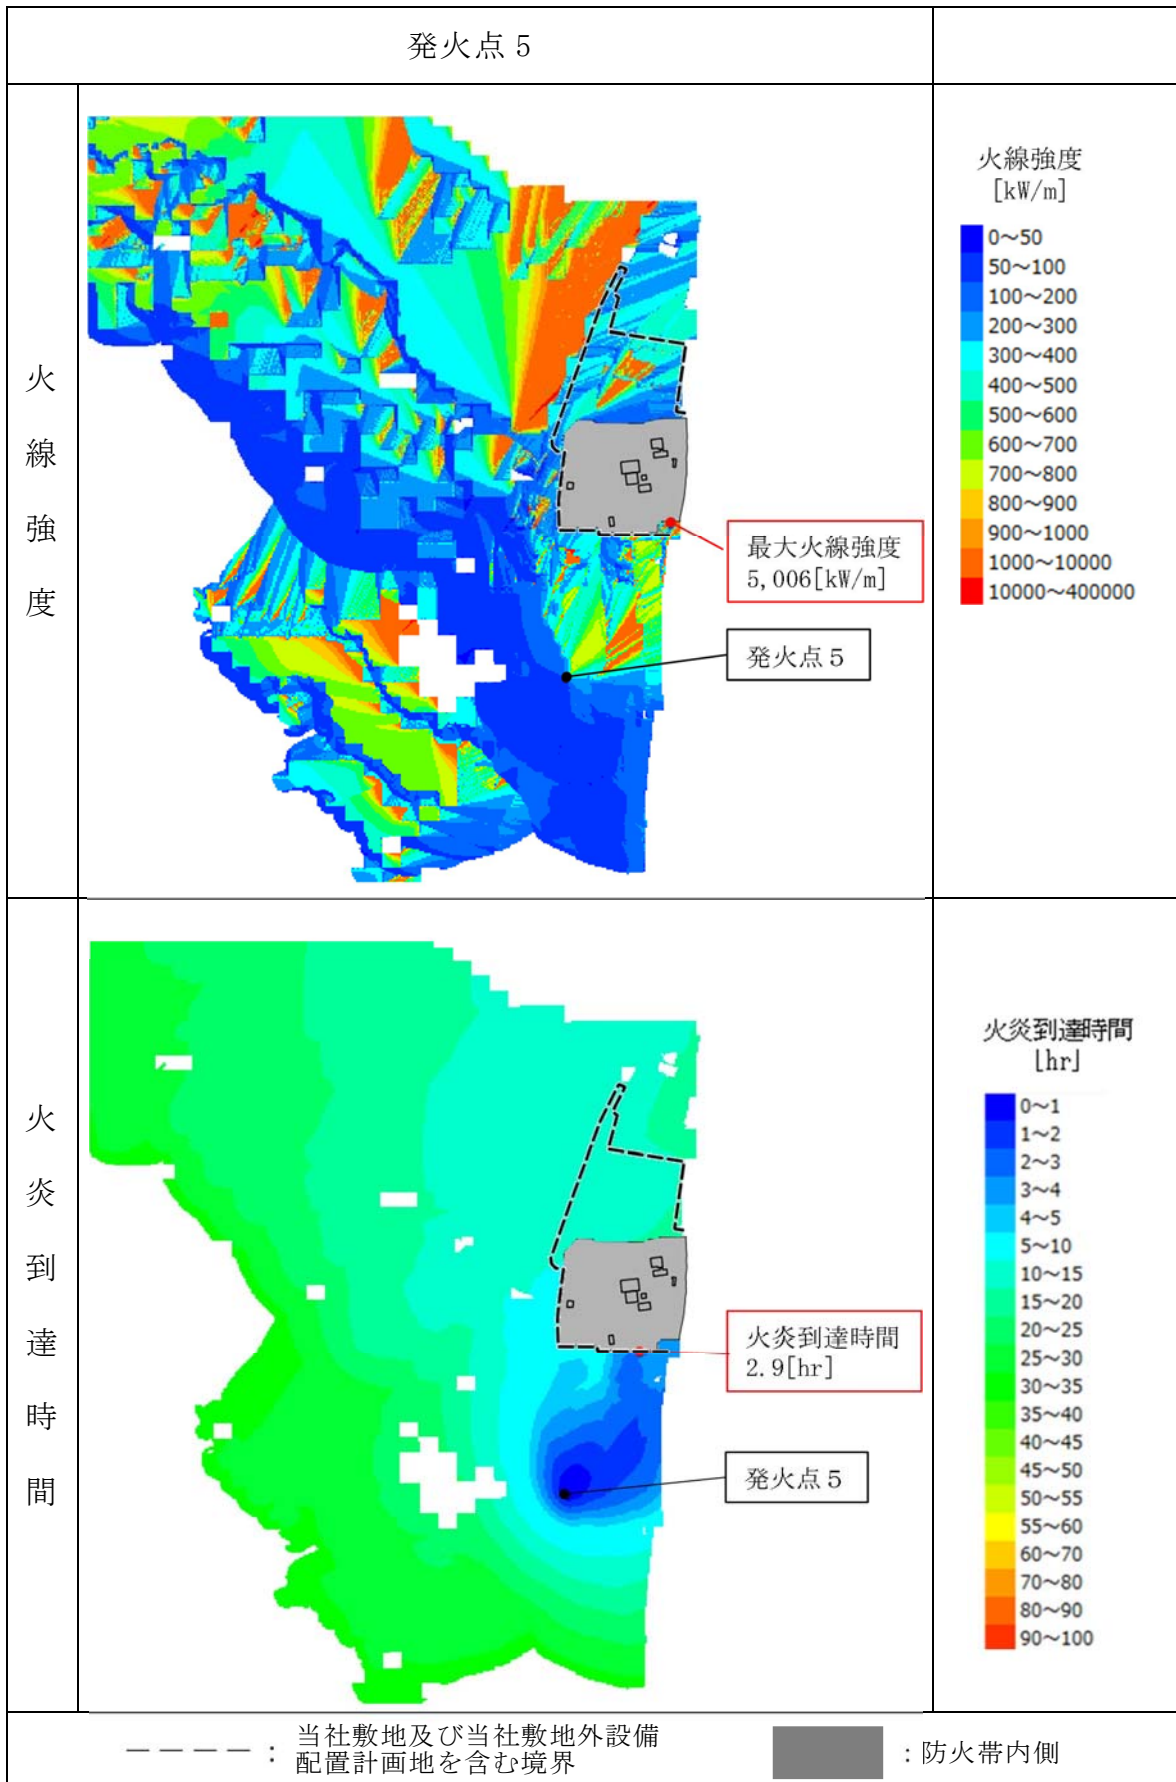 発火点５
火線強度
火線強度
[kW/m]
0～50
50～100
100～200
200～300
300～400
400～500
500～600
600～700
700～800
800～900
900～1000
1000～10000
10000～400000
最大火線強度
5,006[kW/m]
発火点５
火炎到達時間
火炎到達時間
[hr]
0～1
1～2
2～3
3～4
4～5
5～10
10～15
15～20
20～25
25～30
30～35
35～40
40～45
45～50
50～55
55～60
60～70
70～80
80～90
90～100
火炎到達時間
2.9[hr]
発火点５
：当社敷地及び当社敷地外設備
配置計画地を含む境界
：防火帯内側